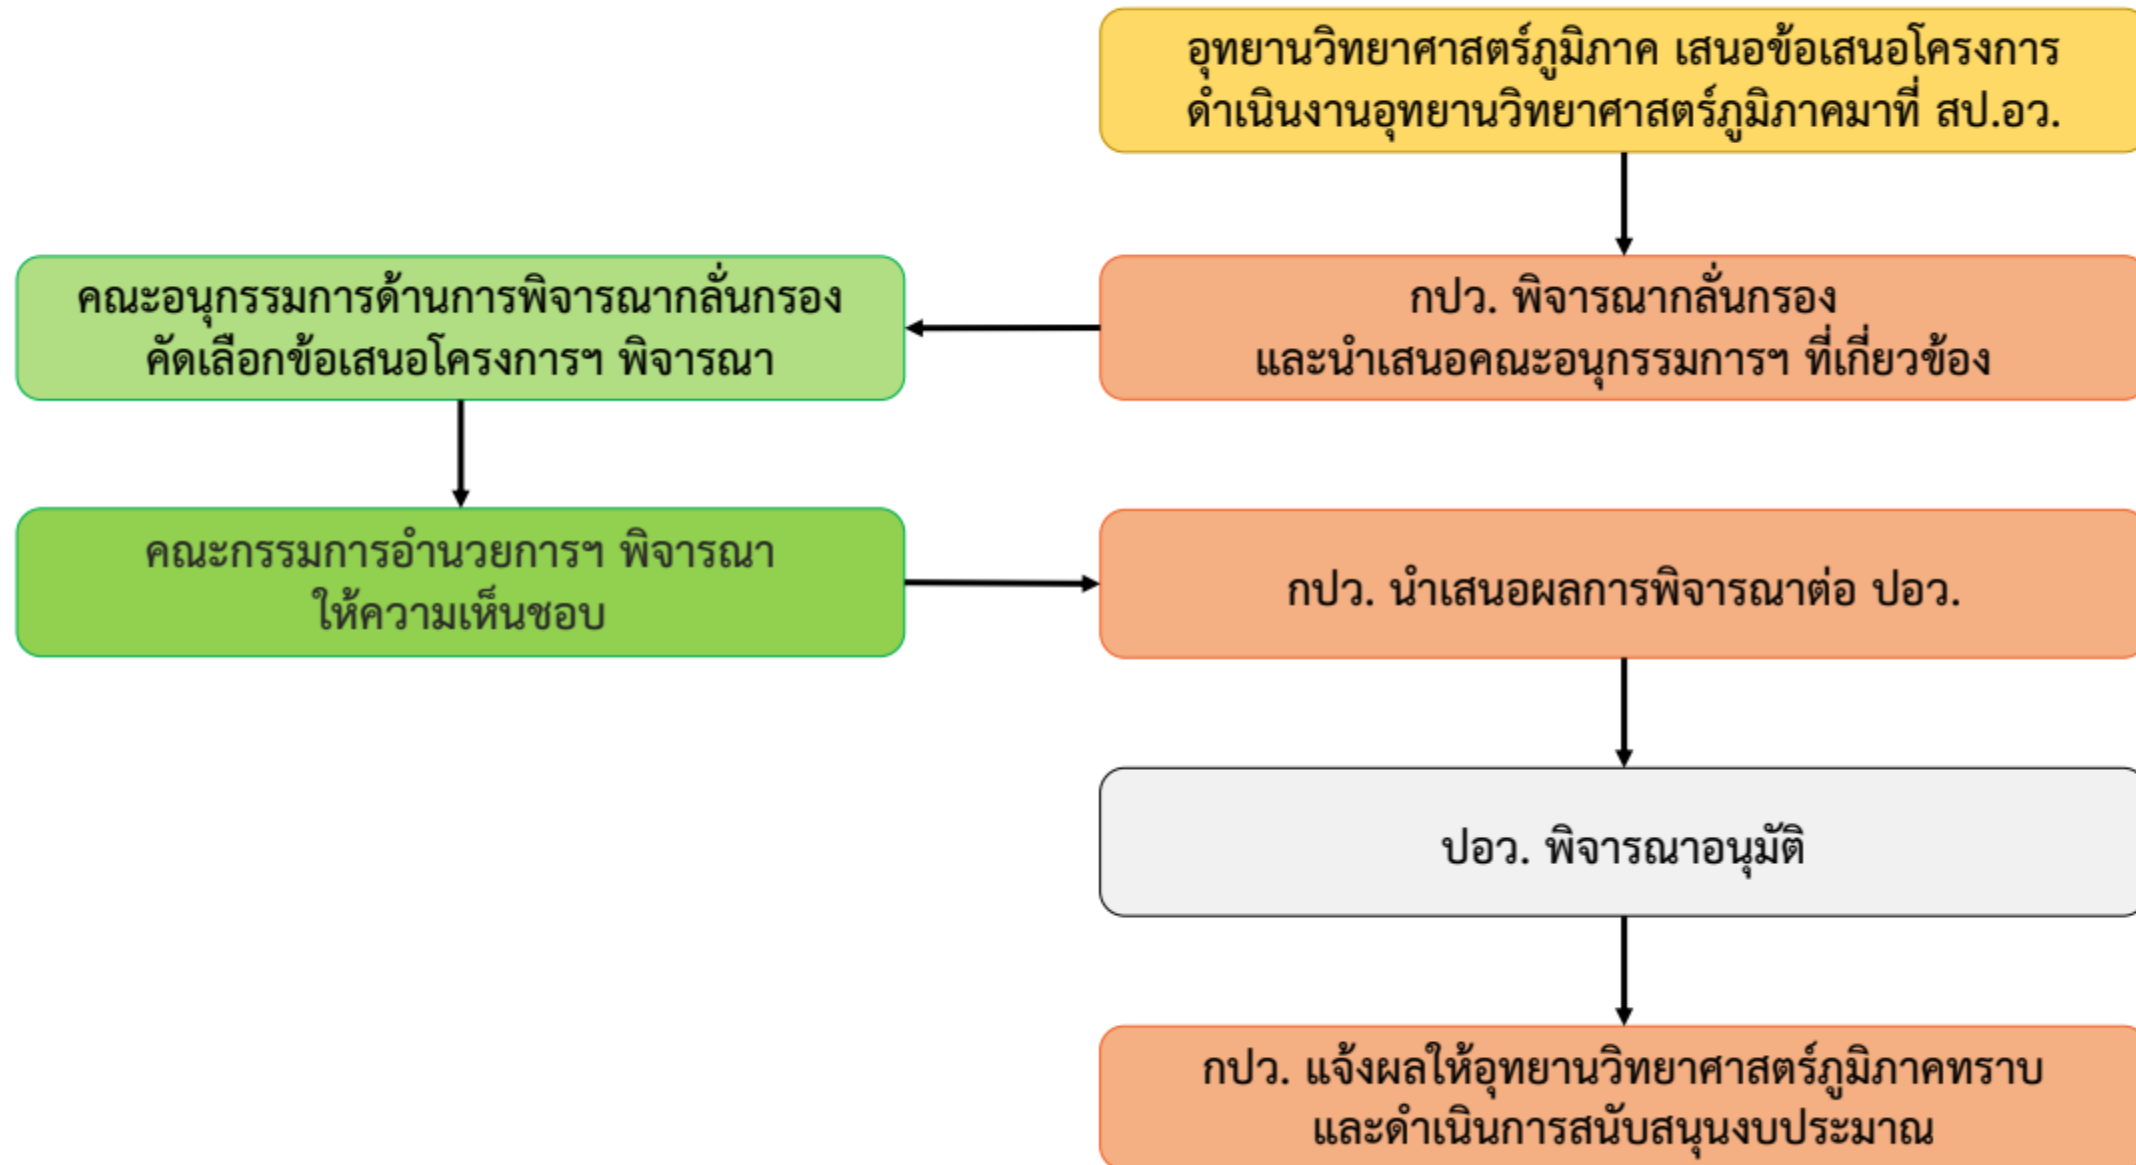 อุทยานวิทยาศาสตร์ภูมิภาค เสนอข้อเสนอโครงการ
ดำเนินงานอุทยานวิทยาศาสตร์ภูมิภาคมาที่ สป.อว.
กปว. พิจารณากลั่นกรอง
และนำเสนอคณะอนุกรรมการฯ ที่เกี่ยวข้อง
คณะอนุกรรมการด้านการพิจารณากลั่นกรอง
คัดเลือกข้อเสนอโครงการฯ พิจารณา
คณะกรรมการอำนวยการฯ พิจารณา
ให้ความเห็นชอบ
กปว. นำเสนอผลการพิจารณาต่อ ปอว.
ปอว. พิจารณาอนุมัติ
กปว. แจ้งผลให้อุทยานวิทยาศาสตร์ภูมิภาคทราบ
และดำเนินการสนับสนุนงบประมาณ